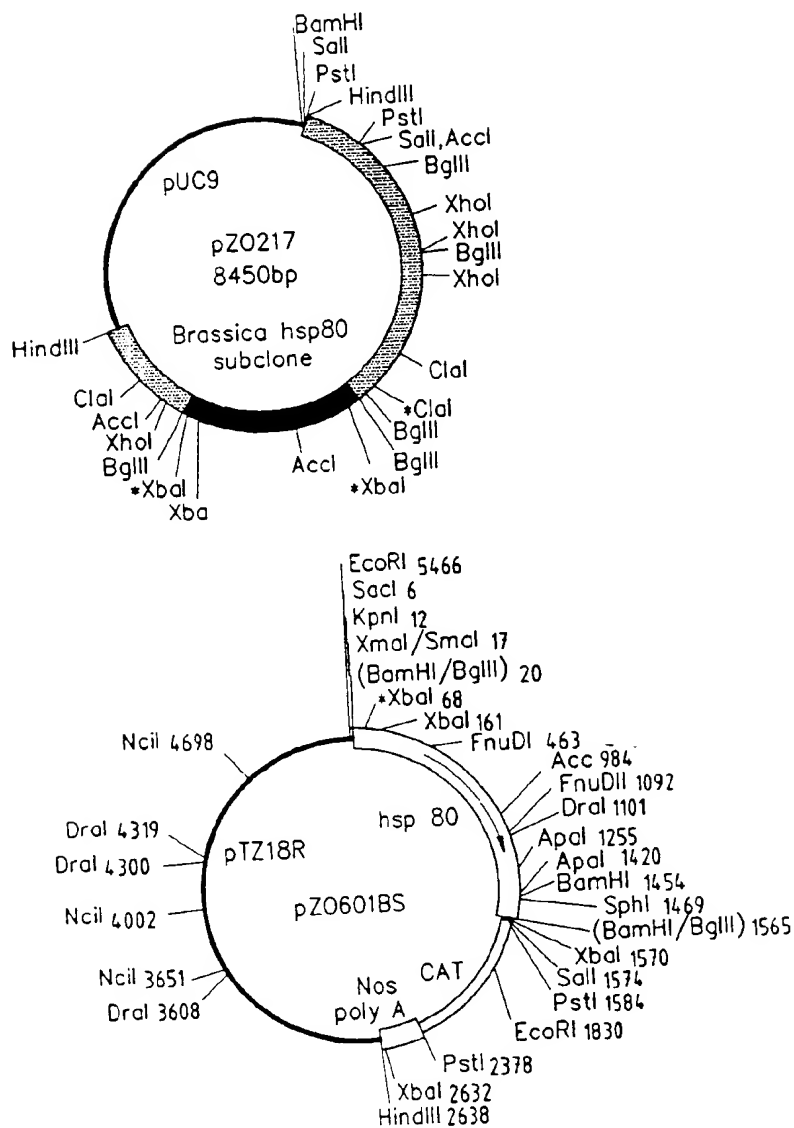 BamHI
SalI
PstI
HindIII
PstI
SalI,AccI
BglII
XhoI
XhoI
BglII
XhoI
ClaI
*ClaI
BglII
BglII
*XbaI
AccI
Xba
*XbaI
BglII
XhoI
AccI
ClaI
HindIII
pUC9
pZO217
8450bp
Brassica hsp80
subclone
EcoRI 5466
SacI 6
KpnI 12
XmaI/SmaI 17
(BamHI/BglII) 20
*XbaI 68
XbaI 161
FnuDI 463
Acc 984
FnuDII 1092
DraI 1101
ApaI 1255
ApaI 1420
BamHI 1454
SphI 1469
(BamHI/BglII) 1565
XbaI 1570
SalI 1574
PstI 1584
EcoRI 1830
PstI 2378
XbaI 2632
HindIII 2638
DraI 3608
NciI 3651
NciI 4002
DraI 4300
DraI 4319
NciI 4698
pTZ18R
hsp 80
pZO601BS
CAT
Nos
poly A